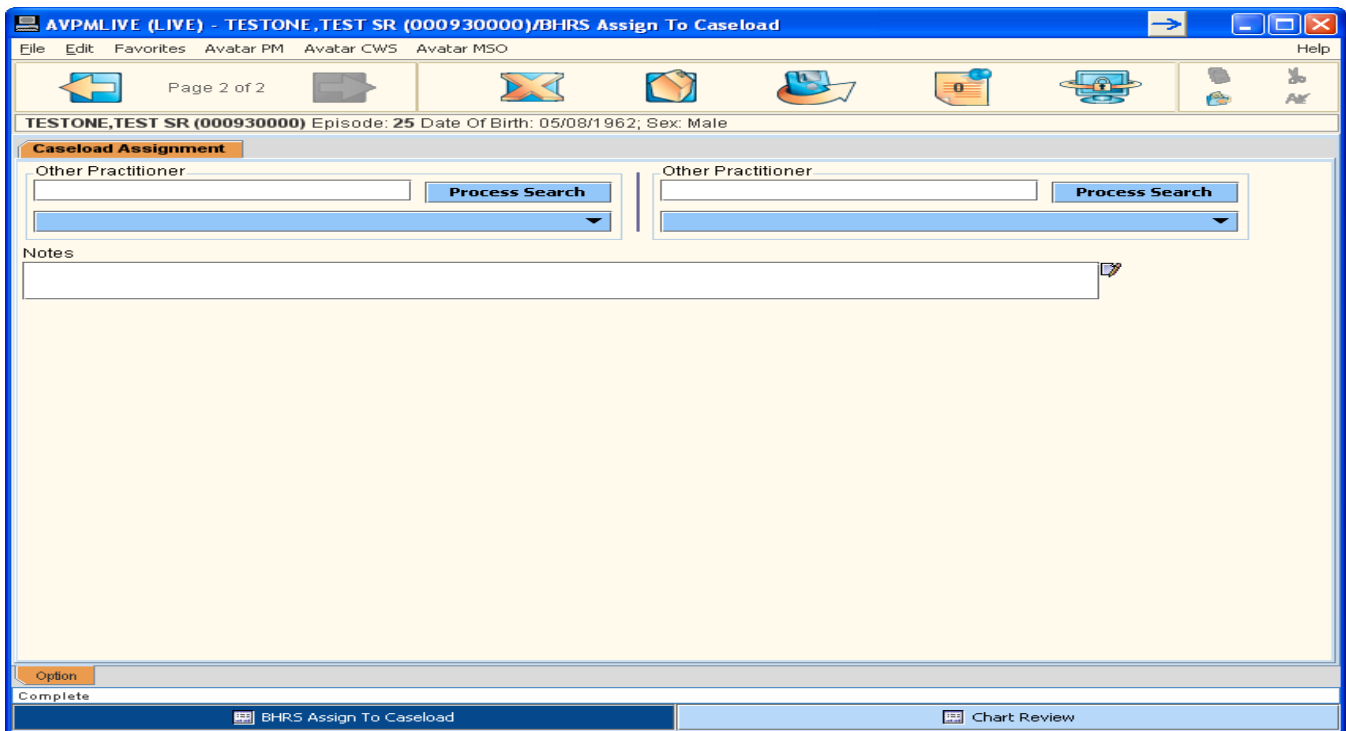 AVPMLIVE (LIVE) - TESTONE,TEST SR (000930000)/BHRS Assign To Caseload
File Edit Favorites Avatar PM Avatar CWS Avatar MSO Help
Page 2 of 2
0
TESTONE,TEST SR (000930000) Episode: 25 Date Of Birth: 05/08/1962; Sex: Male
Caseload Assignment
Other Practitioner Other Practitioner
Process Search Process Search
Notes
Option
Complete
BHRS Assign To Caseload Chart Review